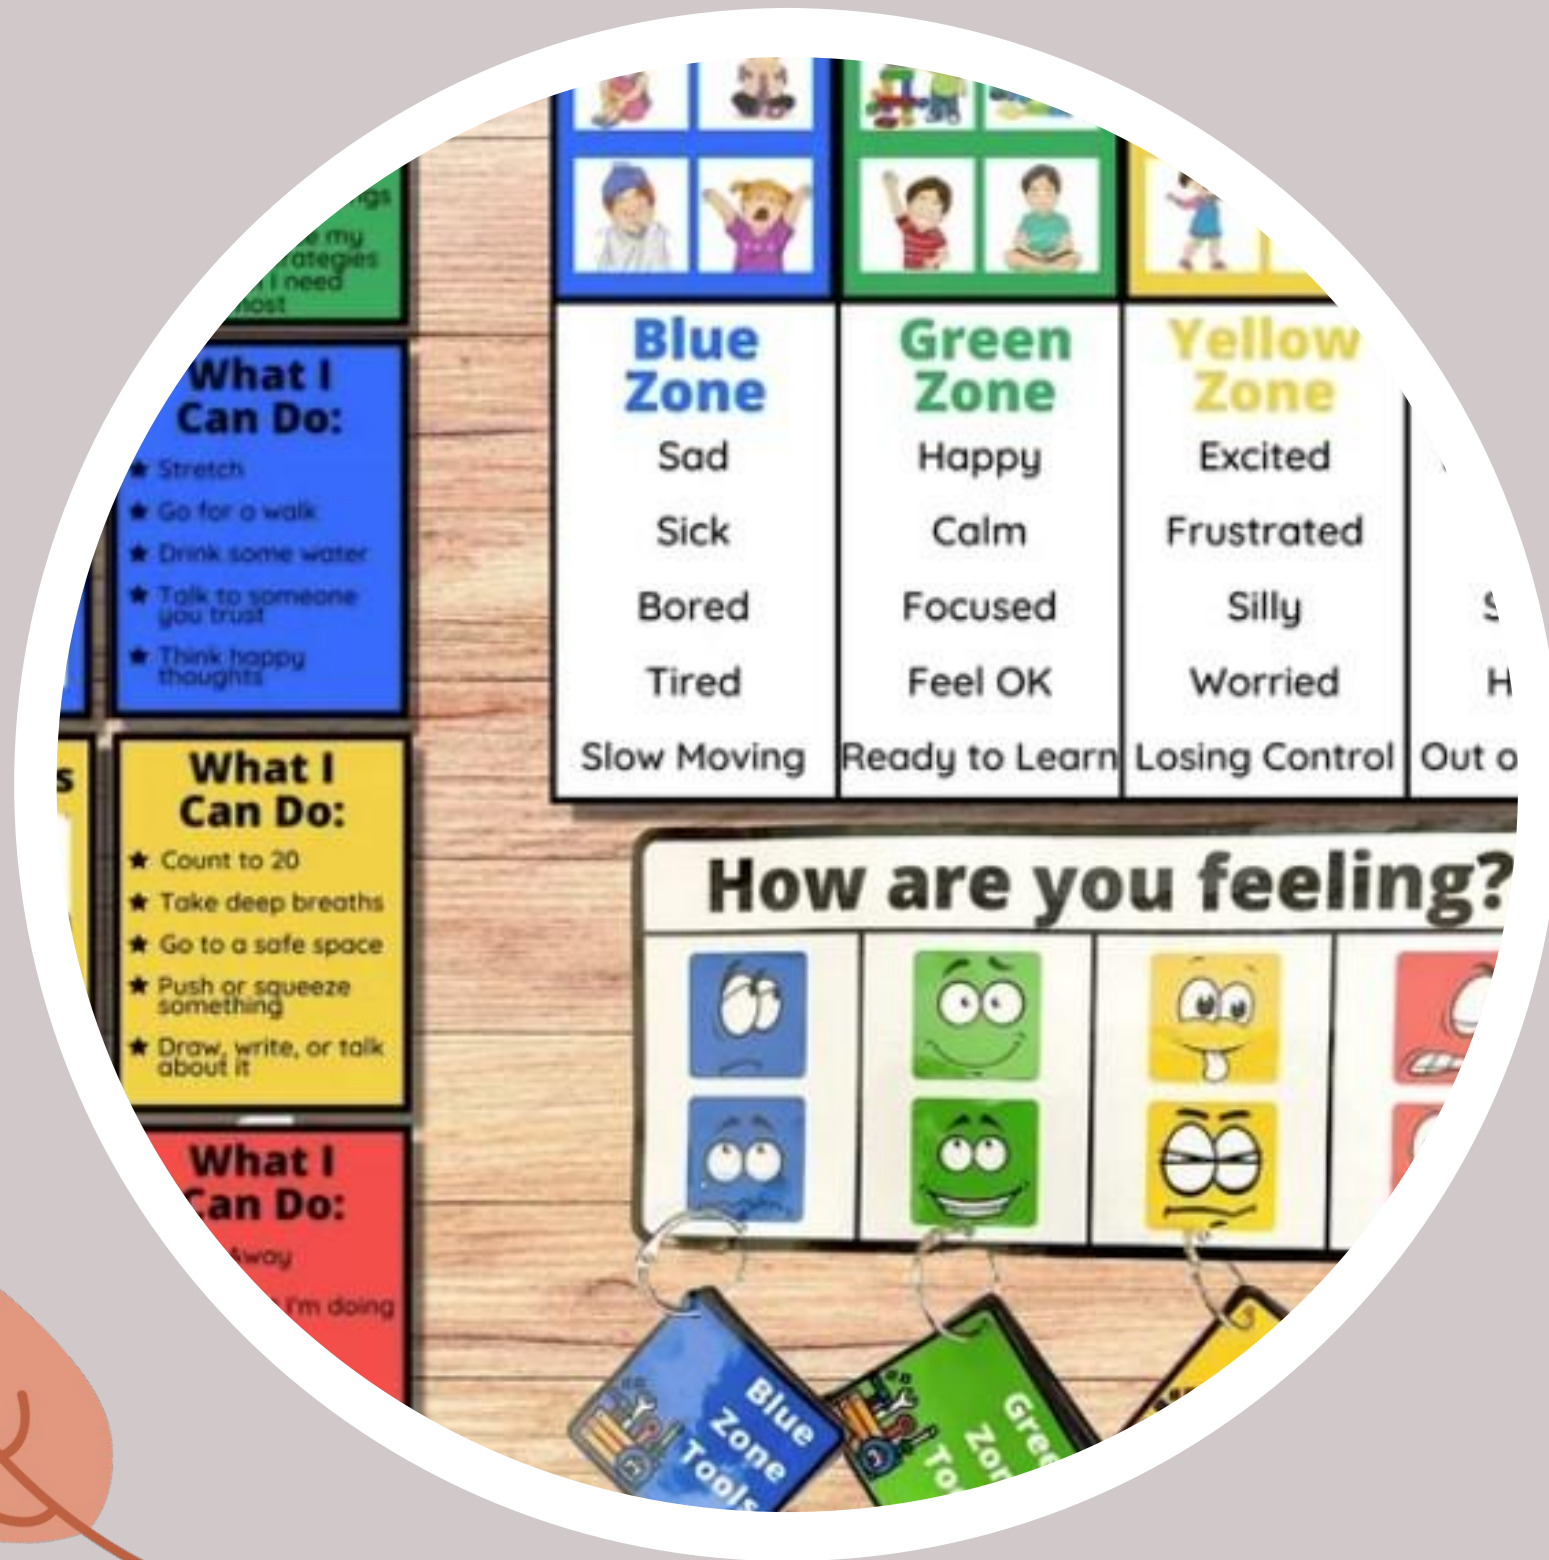 my
need
What I
Can Do:
★ Stretch
★ Go for a walk
★ Drink some water
★ Talk to someone
you trust
★ Think happy
thoughts
What I
Can Do:
★ Count to 20
★ Take deep breaths
★ Go to a safe space
★ Push or squeeze
something
★ Draw, write, or talk
about it
What I
Can Do:
I'm doing
Blue
Zone
Sad
Sick
Bored
Tired
Slow Moving
Green
Zone
Happy
Calm
Focused
Feel OK
Ready to Learn
Yellow
Zone
Excited
Frustrated
Silly
Worried
Losing Control
Out
How are you feeling?
Blue
Zone
Tools